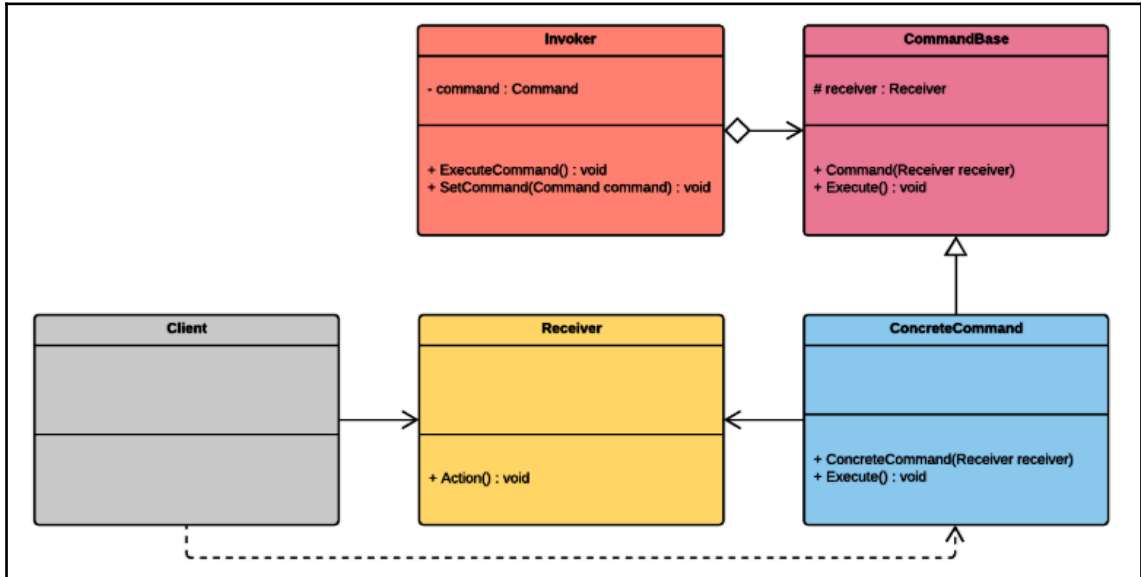 Invoker
- command : Command
+ ExecuteCommand() : void
+ SetCommand(Command command) : void
CommandBase
# receiver : Receiver
+ Command(Receiver receiver)
+ Execute() : void
Client
Receiver
+ Action() : void
ConcreteCommand
+ ConcreteCommand(Receiver receiver)
+ Execute() : void